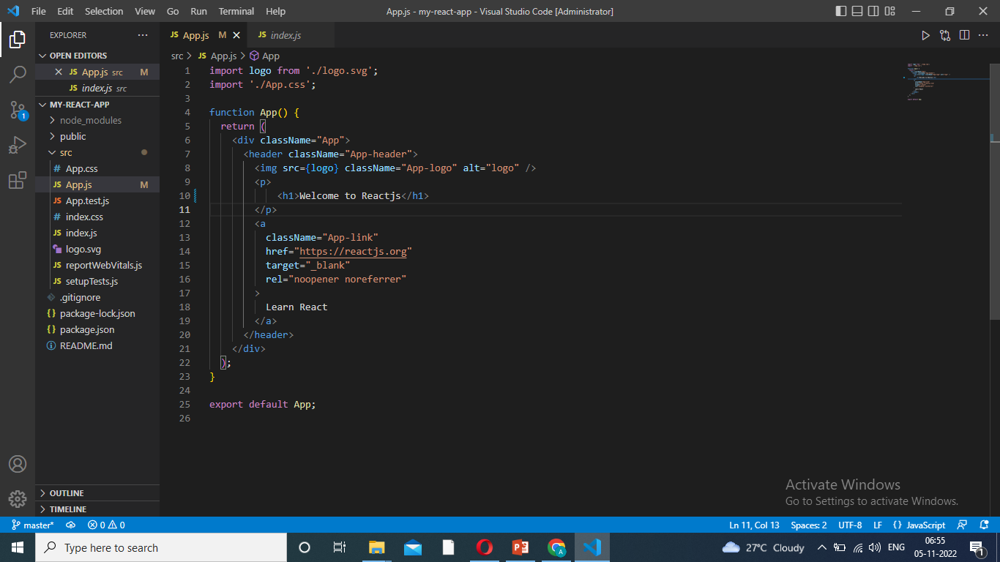 File Edit Selection View Go Run Terminal Help App.js - my-react-app - Visual Studio Code [Administrator]
EXPLORER
OPEN EDITORS
JS App.js src M
JS index.js src
MY-REACT-APP
node_modules
public
src
# App.css
JS App.js M
JS App.test.js
# index.css
JS index.js
logo.svg
JS reportWebVitals.js
JS setupTests.js
.gitignore
{} package-lock.json
{} package.json
README.md
OUTLINE
TIMELINE
JS App.js M JS index.js
src > JS App.js > App
1 import logo from './logo.svg';
2 import './App.css';
3
4 function App() {
5 return (
6 <div className="App">
7 <header className="App-header">
8 <img src={logo} className="App-logo" alt="logo" />
9 <p>
10 <h1>Welcome to Reactjs</h1>
11 </p>
12 <a
13 className="App-link"
14 href="https://reactjs.org"
15 target="_blank"
16 rel="noopener noreferrer"
17 >
18 Learn React
19 </a>
20 </header>
21 </div>
22 );
23 }
24
25 export default App;
26
1
Activate Windows
Go to Settings to activate Windows.
master* 0 0 Ln 11, Col 13 Spaces: 2 UTF-8 LF {} JavaScript
Type here to search 27°C Cloudy ENG 06:55
05-11-2022
1